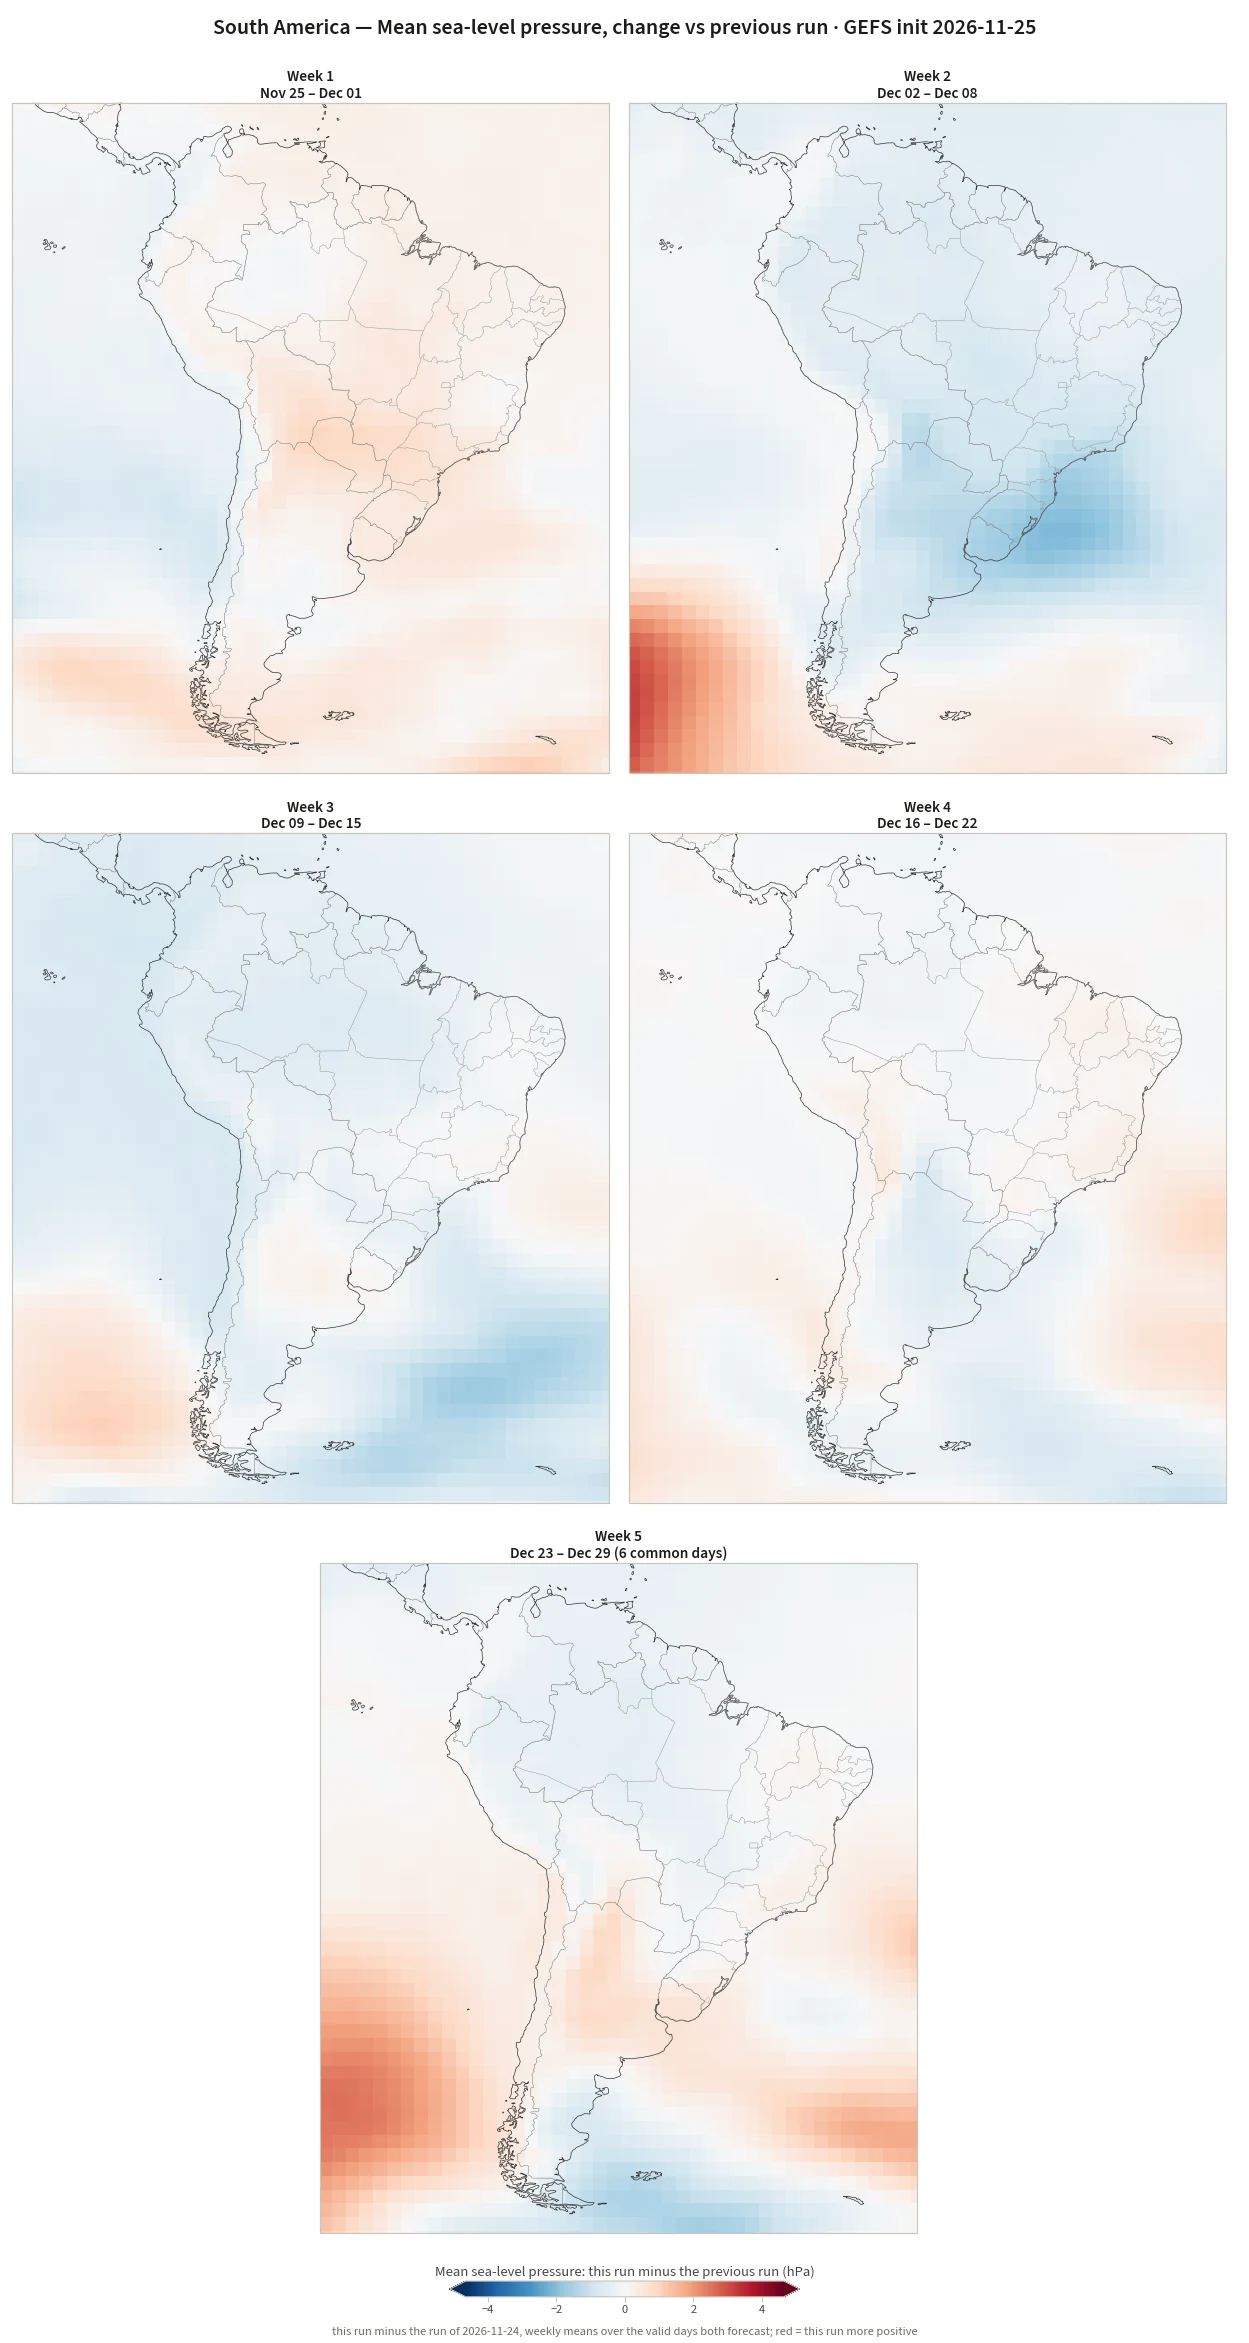 South America — Mean sea-level pressure, change vs previous run · GEFS init 2026-11-25
Week 1
Nov 25 – Dec 01
Week 2
Dec 02 – Dec 08
Week 3
Dec 09 – Dec 15
Week 4
Dec 16 – Dec 22
Week 5
Dec 23 – Dec 29 (6 common days)
Mean sea-level pressure: this run minus the previous run (hPa)
−4 −2 0 2 4
this run minus the run of 2026-11-24, weekly means over the valid days both forecast; red = this run more positive